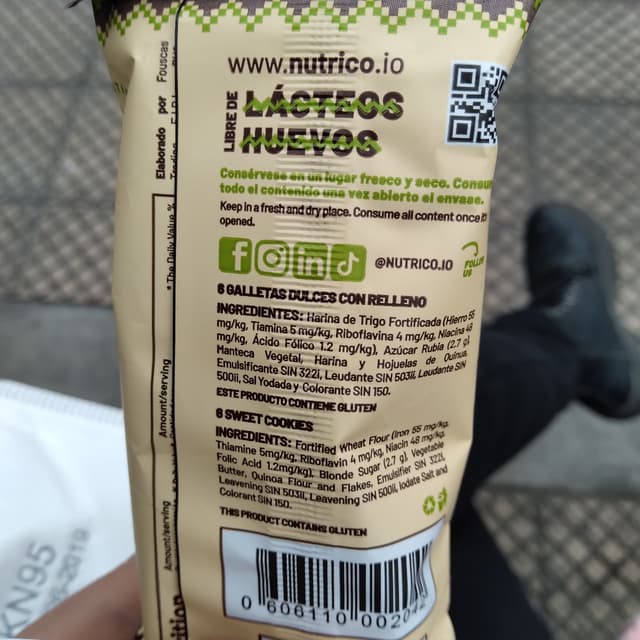 www.nutrico.io
LIBRE DE
LÁCTEOS
HUEVOS
Consérvese en un lugar fresco y seco.
todo el contenido una vez abierto el envase.
Keep in a fresh and dry place. Consume all content once it
opened.
@NUTRICO.IO
FOLLOW
US
6 GALLETAS DULCES CON RELLENO
INGREDIENTES: Harina de Trigo Fortificada (Hierro 55
mg/kg, Tiamina 5 mg/kg, Riboflavina 4 mg/kg, Niacina 48
mg/kg, Ácido Fólico 1.2 mg/kg), Azúcar Rubia (2.7 g),
Manteca Vegetal, Harina y Hojuelas de Quinua,
Emulsificante SIN 322i, Leudante SIN 503ii, Leudante SIN
500ii, Sal Yodada y Colorante SIN 150.
ESTE PRODUCTO CONTIENE GLUTEN
6 SWEET COOKIES
INGREDIENTS: Fortified Wheat Flour (Iron 55 mg/kg,
Thiamine 5mg/kg, Riboflavin 4 mg/kg, Niacin 48 mg/kg,
Folic Acid 1.2mg/kg), Blonde Sugar (2.7 g), Vegetable
Butter, Quinoa Flour and Flakes, Emulsifier SIN 322i,
Leavening SIN 503ii, Leavening SIN 500ii, Iodate Salt and
Colorant SIN 150.
THIS PRODUCT CONTAINS GLUTEN
0 606110 002042
Elaborado por Fouscas
* The Daily Value %
Amount/serving
Amount/serving
KN95